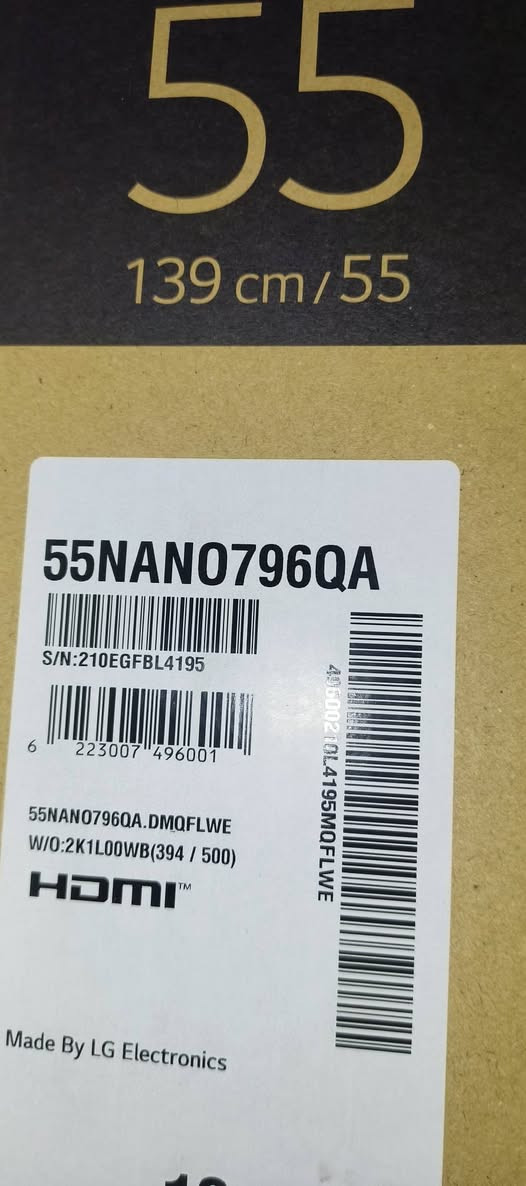 55
139 cm/55
55NANO796QA
S/N:210EGFBL4195
6 223007 496001
55NANO796QA.DMQFLWE
W/O:2K1L00WB(394 / 500)
HDMI™
Made By LG Electronics